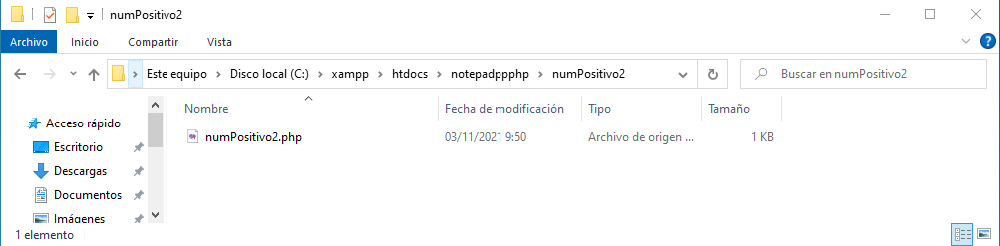 numPositivo2
Archivo Inicio Compartir Vista
Este equipo Disco local (C:) xampp htdocs notepadppphp numPositivo2 Buscar en numPositivo2
Nombre Fecha de modificación Tipo Tamaño
Acceso rápido
numPositivo2.php 03/11/2021 9:50 Archivo de origen ... 1 KB
Escritorio
Descargas
Documentos
Imágenes
1 elemento